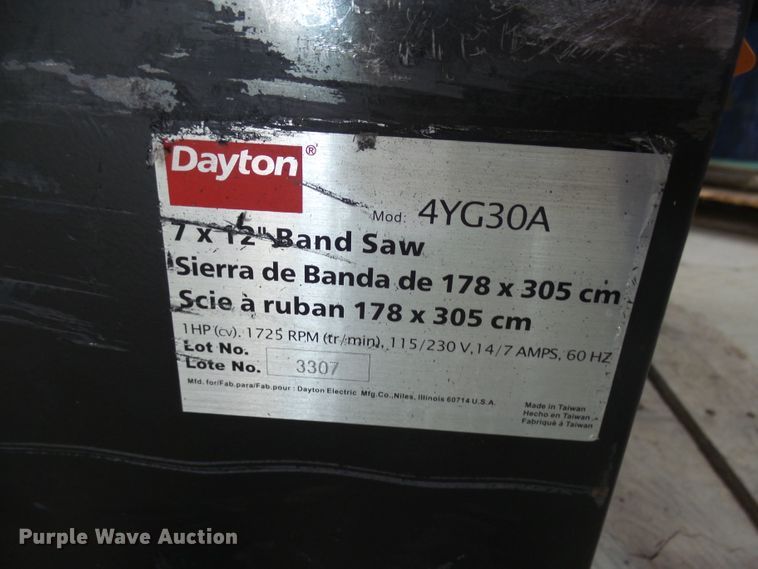 Dayton®
Mod: 4YG30A
7 x 12" Band Saw
Sierra de Banda de 178 x 305 cm
Scie à ruban 178 x 305 cm
1HP (cv), 1725 RPM (tr/min), 115/230 V,14/7 AMPS, 60 HZ
Lot No.
Lote No. 3307
Mfd. for/Fab.para/Fab.pour : Dayton Electric Mfg.Co.,Niles, Illinois 60714 U.S.A.
Made in Taiwan
Hecho en Taiwan
Fabriqué à Taiwan
Purple Wave Auction